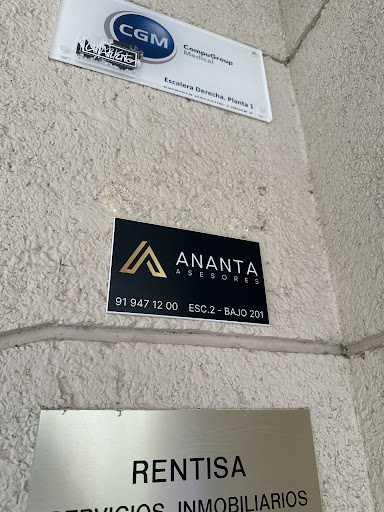 CGM
CompuGroup
Medical
Escalera Derecha. Planta 1
ANANTA
ASESORES
91 947 12 00 ESC.2 - BAJO 201
RENTISA
SERVICIOS INMOBILIARIOS